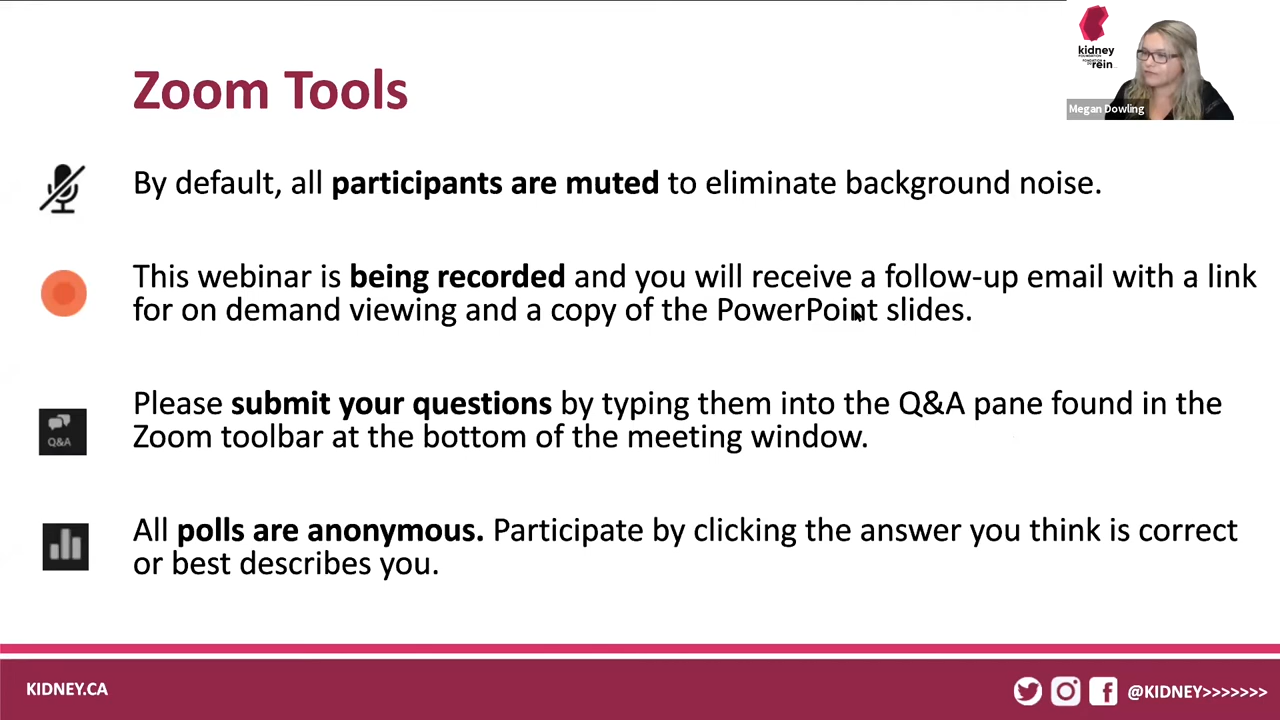 Zoom Tools
kidney
FOUNDATION
FONDATION
DU rein
Megan Dowling
By default, all participants are muted to eliminate background noise.
This webinar is being recorded and you will receive a follow-up email with a link
for on demand viewing and a copy of the PowerPoint slides.
Please submit your questions by typing them into the Q&A pane found in the
Zoom toolbar at the bottom of the meeting window.
Q&A
All polls are anonymous. Participate by clicking the answer you think is correct
or best describes you.
KIDNEY.CA
@KIDNEY>>>>>>>